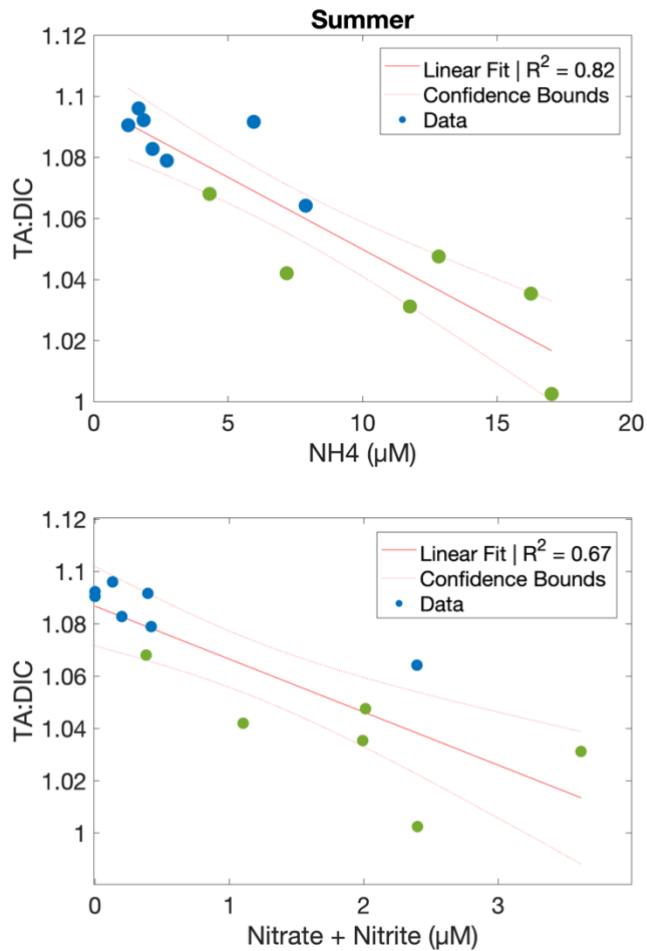 Summer
1.12
1.1
1.08
1.06
1.04
1.02
1
TA:DIC
Linear Fit | R² = 0.82
Confidence Bounds
Data
0
5
10
15
20
NH4 (µM)
1.12
1.1
1.08
1.06
1.04
1.02
1
TA:DIC
Linear Fit | R² = 0.67
Confidence Bounds
Data
0
1
2
3
Nitrate + Nitrite (µM)